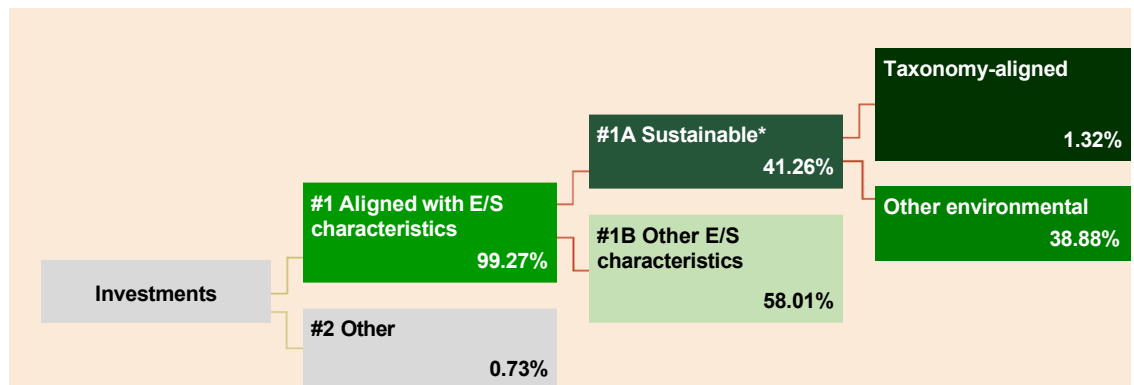 Taxonomy-aligned
1.32%
#1A Sustainable*
41.26%
#1 Aligned with E/S
characteristics
99.27%
Other environmental
38.88%
#1B Other E/S
characteristics
58.01%
Investments
#2 Other
0.73%